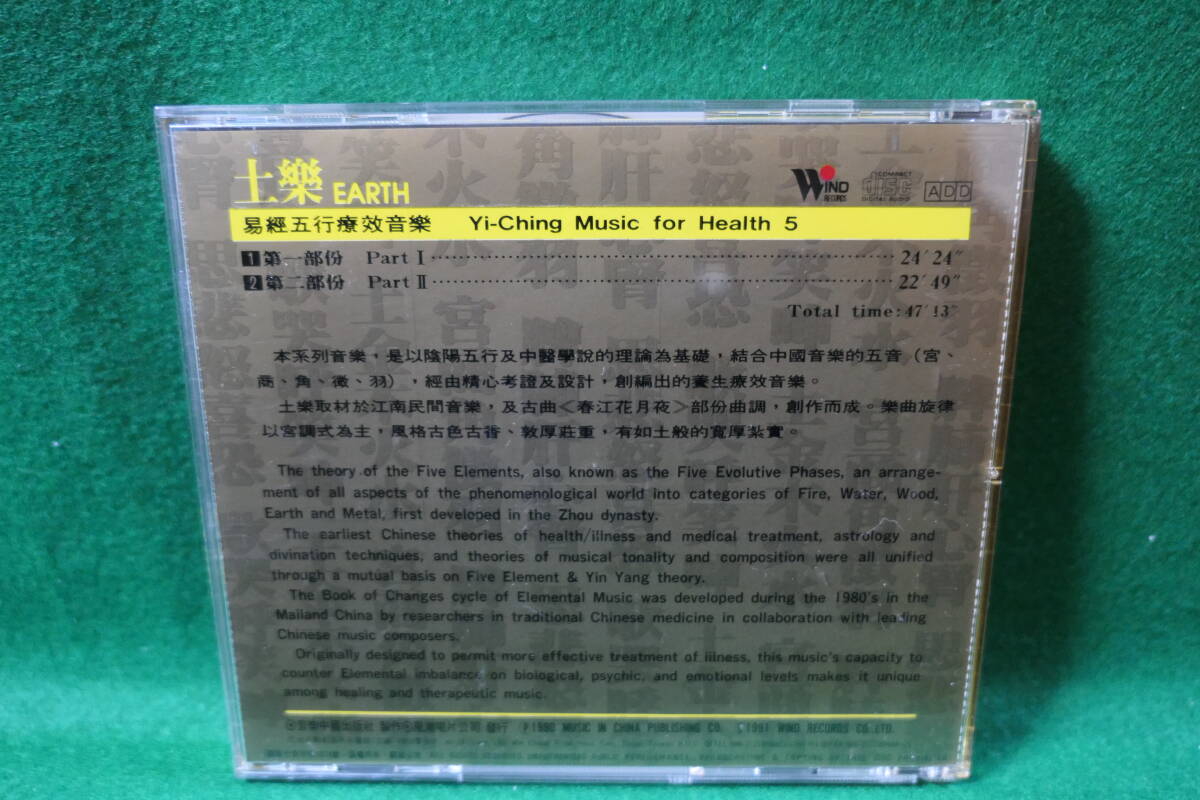 土樂 EARTH
WIND RECORDS
COMPACT disc DIGITAL AUDIO
ADD
易經五行療效音樂 Yi-Ching Music for Health 5
1 第一部份 Part I 24′24″
2 第二部份 Part II 22′49″
Total time:47′13″
本系列音樂，是以陰陽五行及中醫學說的理論為基礎，結合中國音樂的五音（宮、
商、角、徵、羽），經由精心考證及設計，創編出的養生療效音樂。
土樂取材於江南民間音樂，及古曲<春江花月夜>部份曲調，創作而成。樂曲旋律
以宮調式為主，風格古色古香、敦厚莊重，有如土般的寬厚紮實。
The theory of the Five Elements, also known as the Five Evolutive Phases, an arrange-
ment of all aspects of the phenomenological world into categories of Fire, Water, Wood,
Earth and Metal, first developed in the Zhou dynasty.
The earliest Chinese theories of health/illness and medical treatment, astrology and
divination techniques, and theories of musical tonality and composition were all unified
through a mutual basis on Five Element & Yin Yang theory.
The Book of Changes cycle of Elemental Music was developed during the 1980's in the
Mailand China by researchers in traditional Chinese medicine in collaboration with leading
Chinese music composers.
Originally designed to permit more effective treatment of illness, this music's capacity to
counter Elemental imbalance on biological, psychic, and emotional levels makes it unique
among healing and therapeutic music.
MUSIC IN CHINA PUBLISHING CO. 1991 WIND RECORDS CO.,LTD.